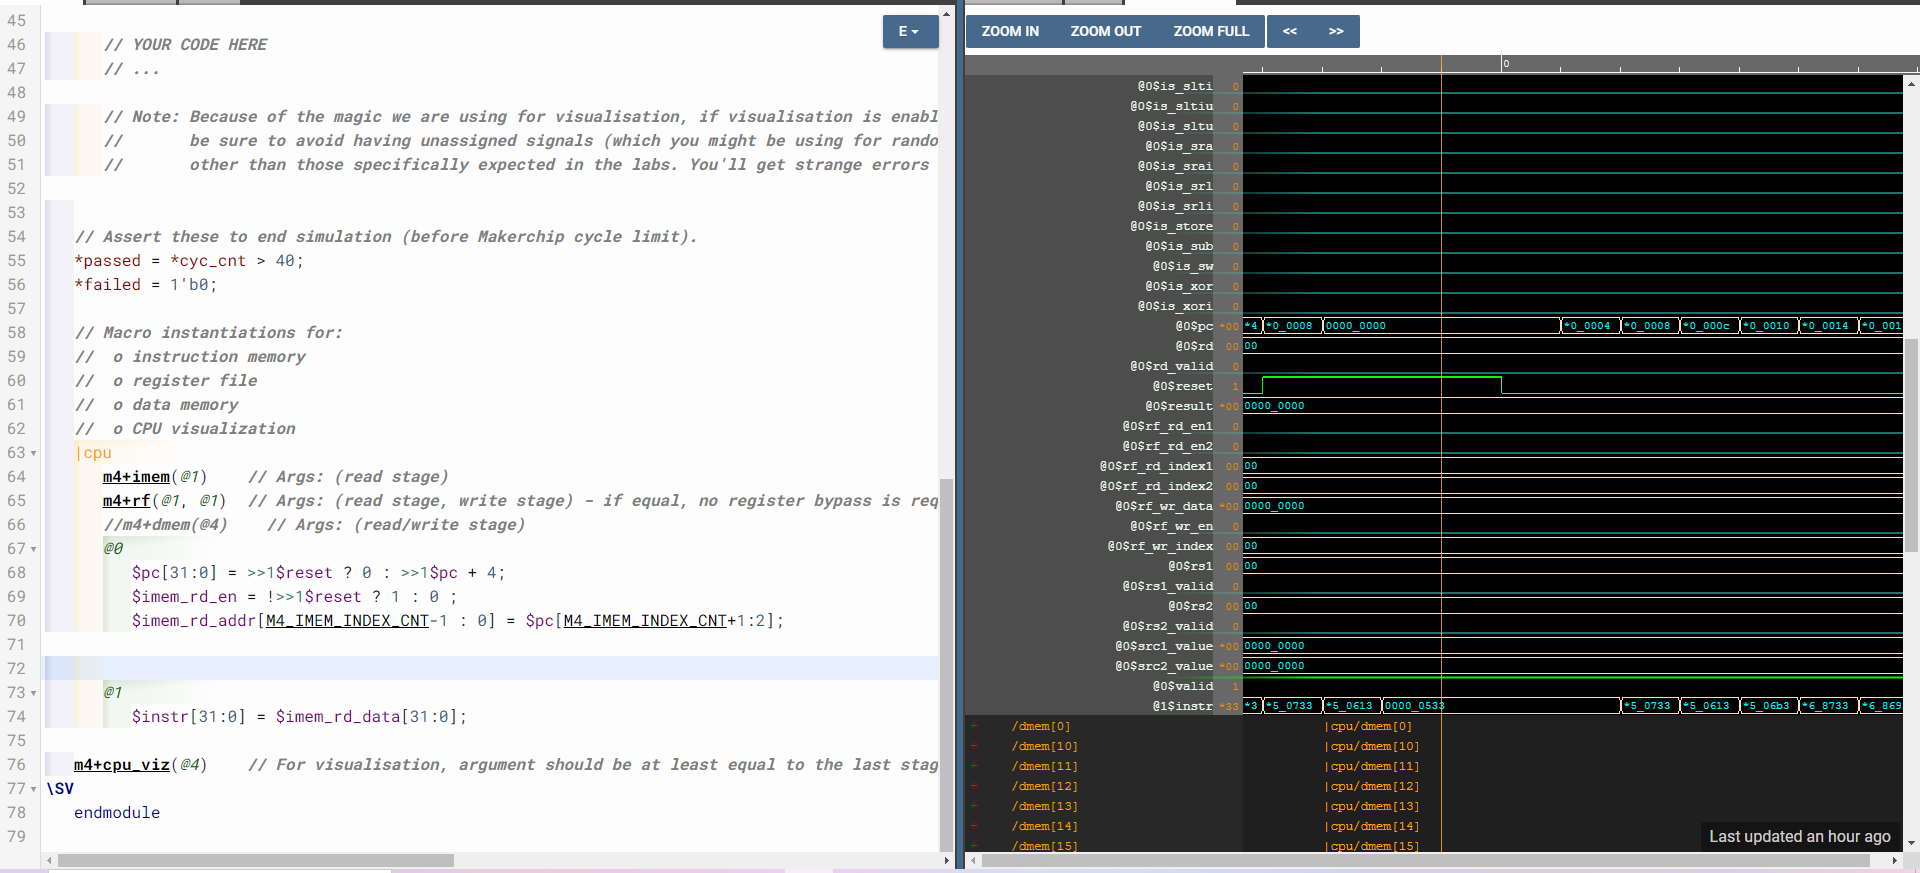 45
46 // YOUR CODE HERE
47 // ...
48
49 // Note: Because of the magic we are using for visualisation, if visualisation is enabl
50 //       be sure to avoid having unassigned signals (which you might be using for rando
51 //       other than those specifically expected in the labs. You'll get strange errors
52
53
54 // Assert these to end simulation (before Makerchip cycle limit).
55 *passed = *cyc_cnt > 40;
56 *failed = 1'b0;
57
58 // Macro instantiations for:
59 //  o instruction memory
60 //  o register file
61 //  o data memory
62 //  o CPU visualization
63 |cpu
64 m4+imem(@1)    // Args: (read stage)
65 m4+rf(@1, @1)  // Args: (read stage, write stage) - if equal, no register bypass is req
66 //m4+dmem(@4)    // Args: (read/write stage)
67 @0
68 $pc[31:0] = >>1$reset ? 0 : >>1$pc + 4;
69 $imem_rd_en = !>>1$reset ? 1 : 0 ;
70 $imem_rd_addr[M4_IMEM_INDEX_CNT-1 : 0] = $pc[M4_IMEM_INDEX_CNT+1:2];
71
72
73 @1
74 $instr[31:0] = $imem_rd_data[31:0];
75
76 m4+cpu_viz(@4)    // For visualisation, argument should be at least equal to the last stag
77 \SV
78 endmodule
79
E
ZOOM IN ZOOM OUT ZOOM FULL << >>
0
@0$is_slti 0
@0$is_sltiu 0
@0$is_sltu 0
@0$is_sra 0
@0$is_srai 0
@0$is_srl 0
@0$is_srli 0
@0$is_store 0
@0$is_sub 0
@0$is_sw 0
@0$is_xor 0
@0$is_xori 0
@0$pc *00 *4 *0_0008 0000_0000 *0_0004 *0_0008 *0_000c *0_0010 *0_0014 *0_001
@0$rd 00 00
@0$rd_valid 0
@0$reset 1
@0$result *00 0000_0000
@0$rf_rd_en1 0
@0$rf_rd_en2 0
@0$rf_rd_index1 00 00
@0$rf_rd_index2 00 00
@0$rf_wr_data *00 0000_0000
@0$rf_wr_en 0
@0$rf_wr_index 00 00
@0$rs1 00 00
@0$rs1_valid 0
@0$rs2 00 00
@0$rs2_valid 0
@0$src1_value *00 0000_0000
@0$src2_value *00 0000_0000
@0$valid 1
@1$instr *33 *3 *5_0733 *5_0613 0000_0533 *5_0733 *5_0613 *5_06b3 *6_8733 *6_869
+ /dmem[0] |cpu/dmem[0]
+ /dmem[10] |cpu/dmem[10]
+ /dmem[11] |cpu/dmem[11]
+ /dmem[12] |cpu/dmem[12]
+ /dmem[13] |cpu/dmem[13]
+ /dmem[14] |cpu/dmem[14]
+ /dmem[15] |cpu/dmem[15]
Last updated an hour ago